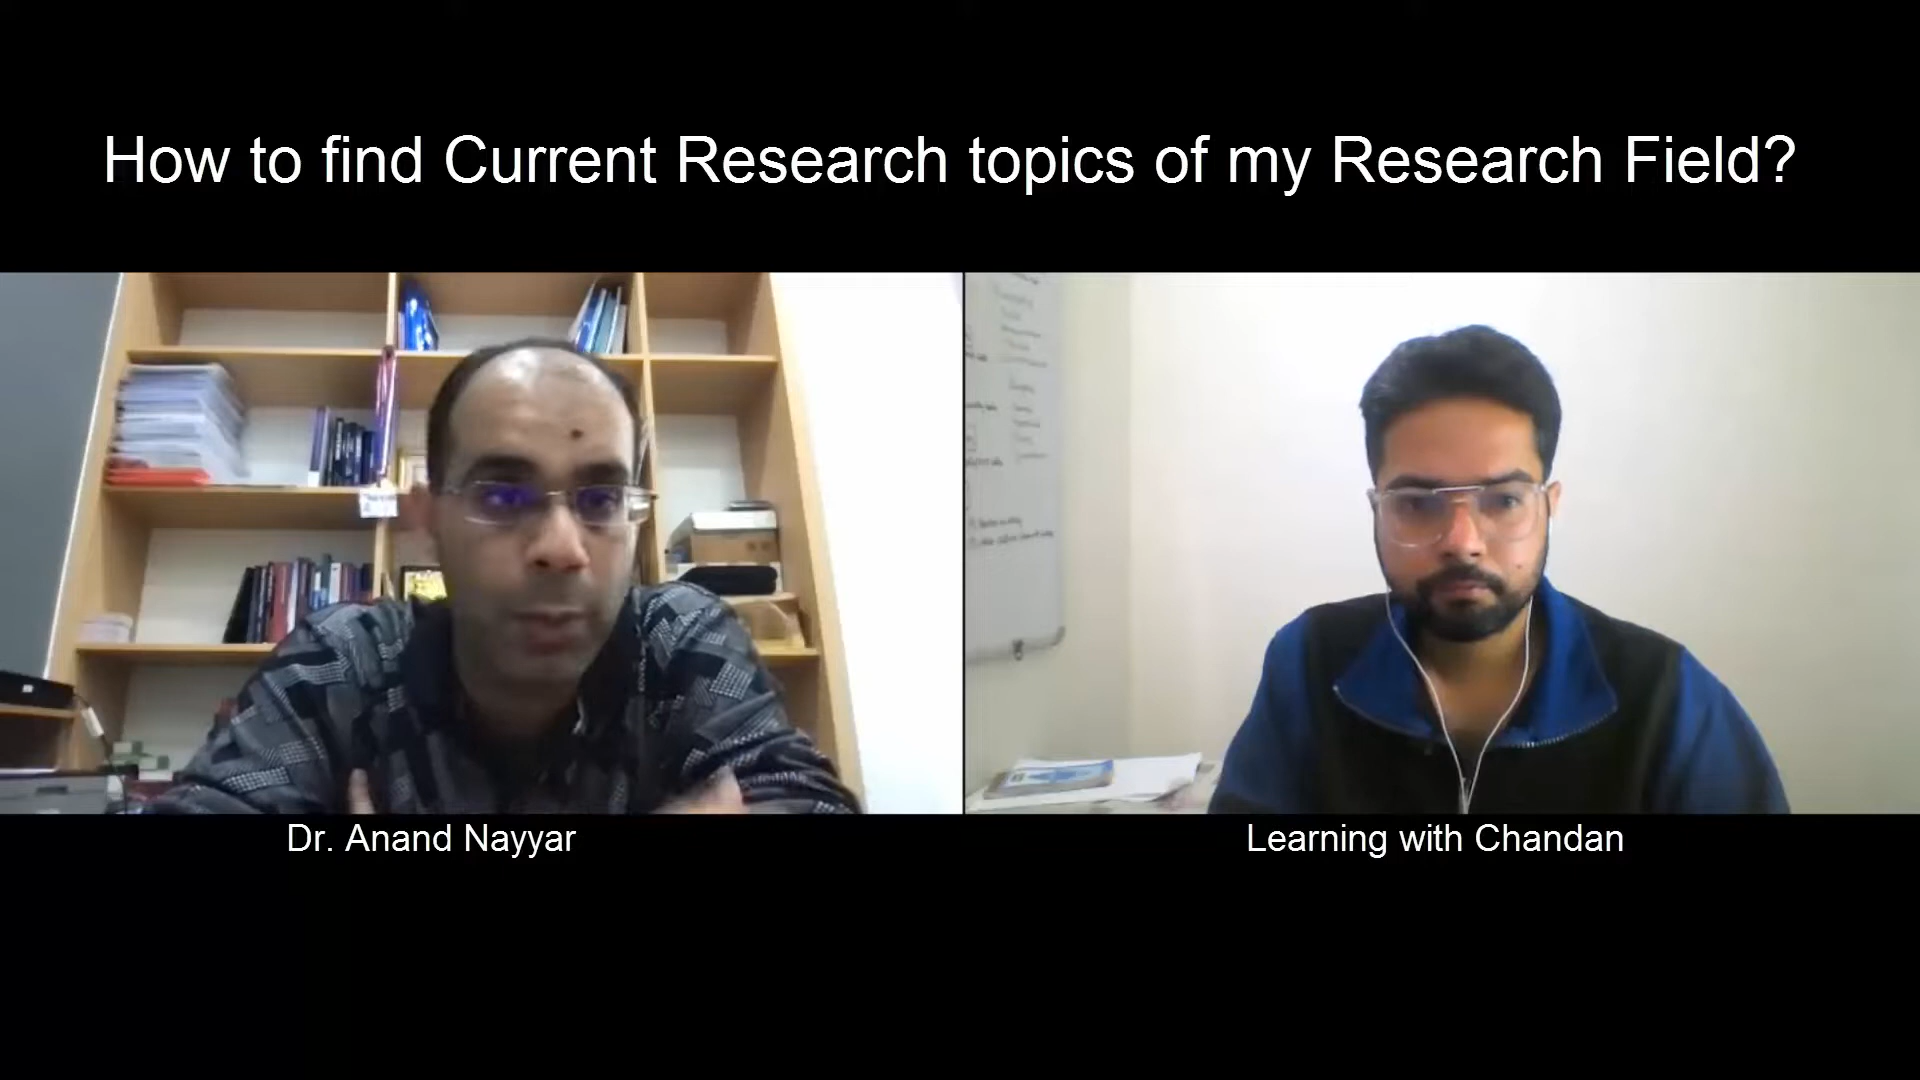 How to find Current Research topics of my Research Field?
Dr. Anand Nayyar
Learning with Chandan